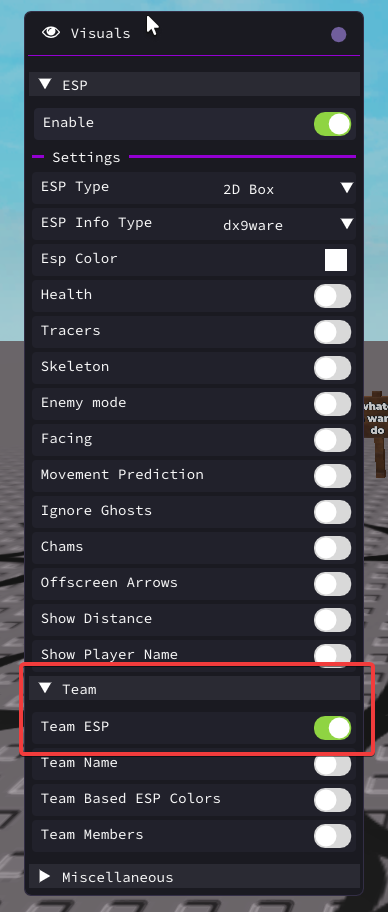 Visuals
ESP
Enable
Settings
ESP Type 2D Box
ESP Info Type dx9ware
Esp Color
Health
Tracers
Skeleton
Enemy mode
Facing
Movement Prediction
Ignore Ghosts
Chams
Offscreen Arrows
Show Distance
Show Player Name
Team
Team ESP
Team Name
Team Based ESP Colors
Team Members
Miscellaneous
do